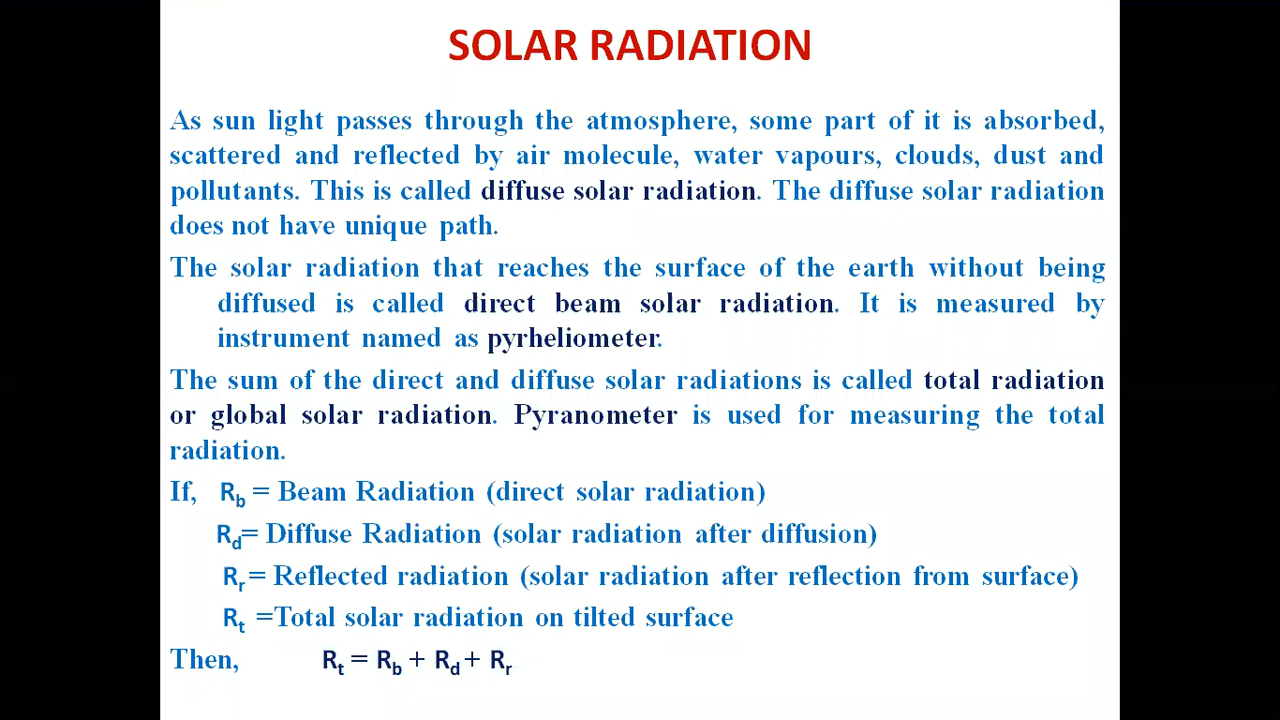 SOLAR RADIATION
As sun light passes through the atmosphere, some part of it is absorbed,
scattered and reflected by air molecule, water vapours, clouds, dust and
pollutants. This is called diffuse solar radiation. The diffuse solar radiation
does not have unique path.
The solar radiation that reaches the surface of the earth without being
diffused is called direct beam solar radiation. It is measured by
instrument named as pyrheliometer.
The sum of the direct and diffuse solar radiations is called total radiation
or global solar radiation. Pyranometer is used for measuring the total
radiation.
If, Rb = Beam Radiation (direct solar radiation)
Rd= Diffuse Radiation (solar radiation after diffusion)
Rr = Reflected radiation (solar radiation after reflection from surface)
Rt =Total solar radiation on tilted surface
Then, Rt = Rb + Rd + Rr